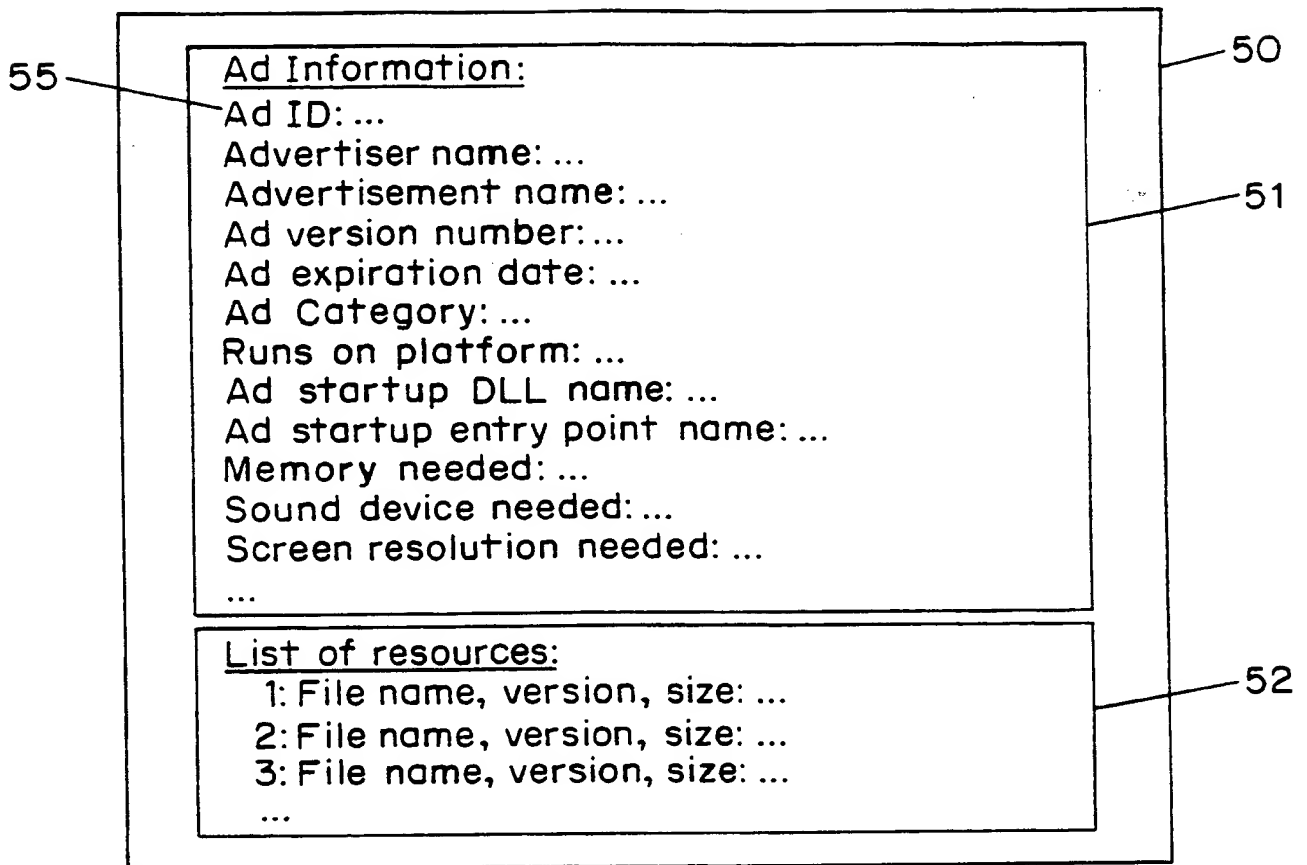 50
55
Ad Information:
Ad ID: ...
Advertiser name: ...
Advertisement name: ...
51
Ad version number: ...
Ad expiration date: ...
Ad Category: ...
Runs on platform: ...
Ad startup DLL name: ...
Ad startup entry point name: ...
Memory needed: ...
Sound device needed: ...
Screen resolution needed: ...
...
List of resources:
52
1: File name, version, size: ...
2: File name, version, size: ...
3: File name, version, size: ...
...